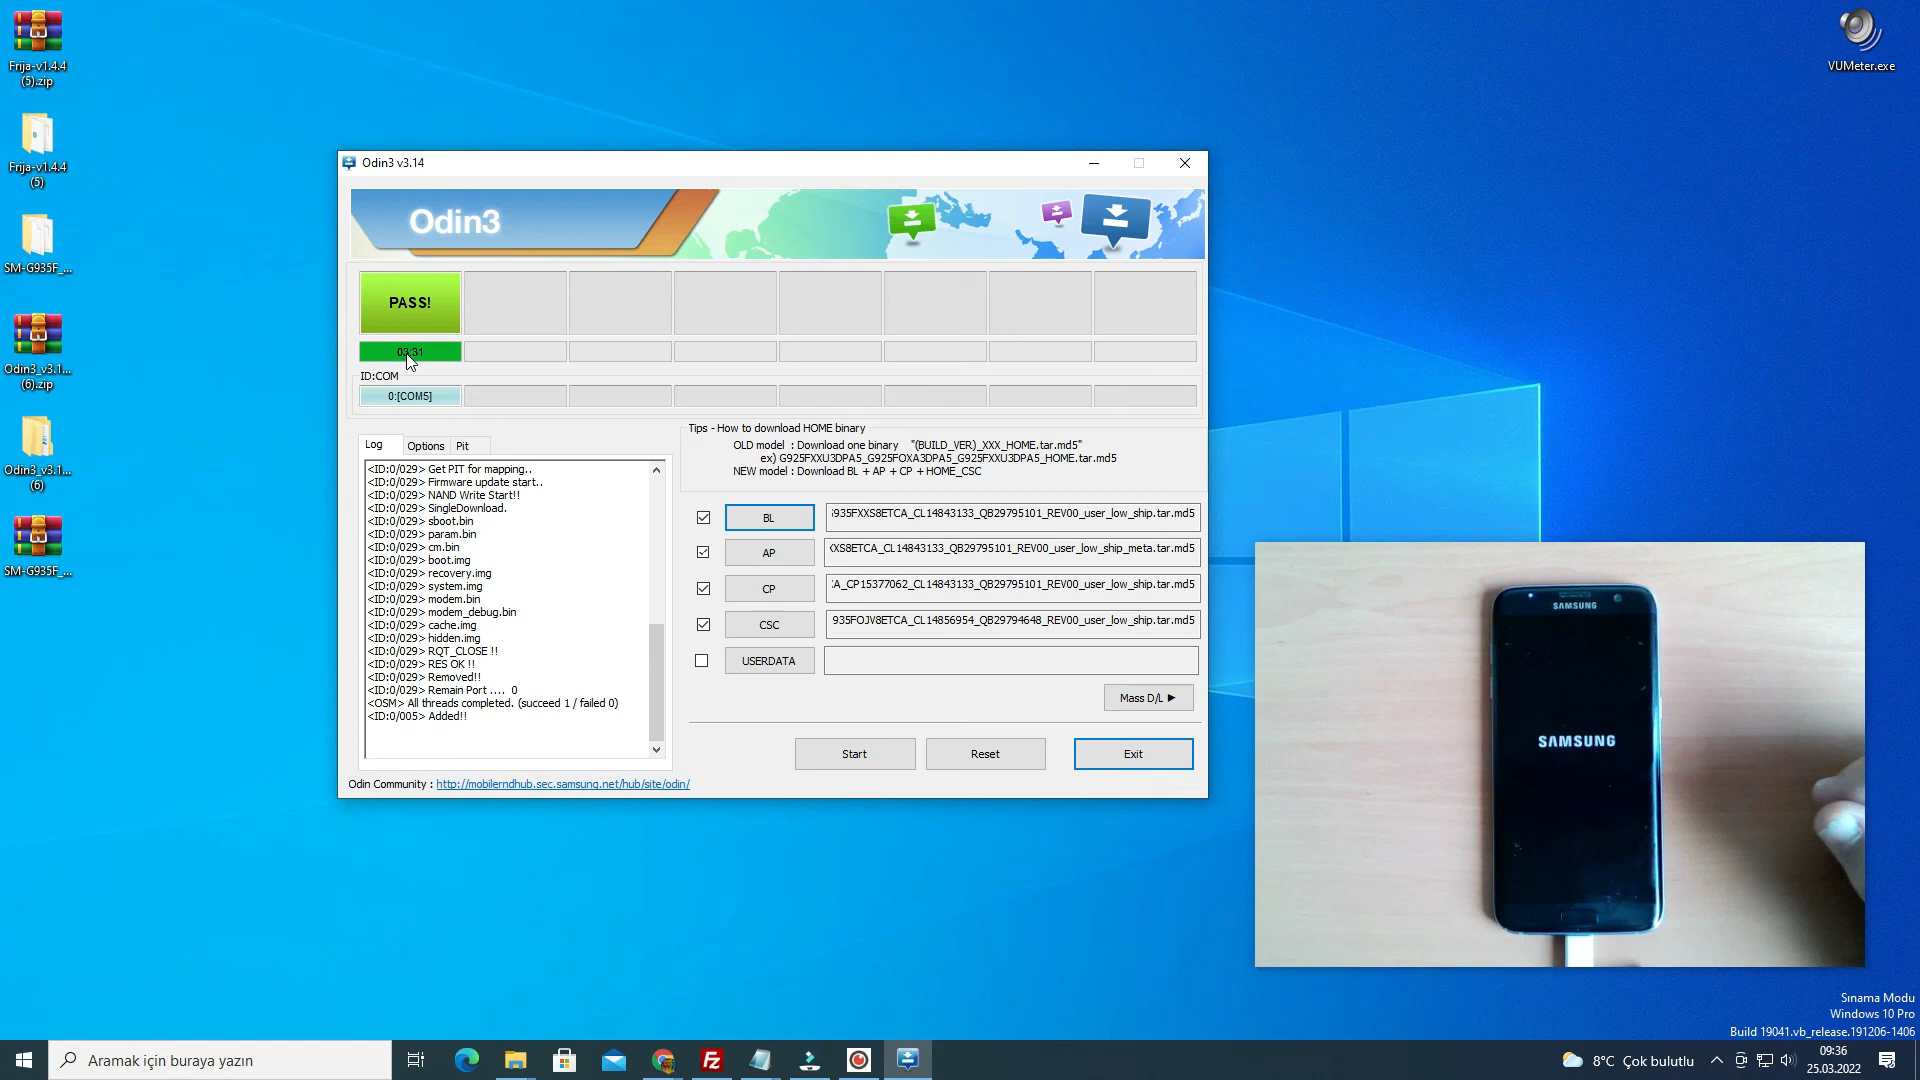 Frija-v1.4.4
(5).zip
Frija-v1.4.4
(5)
SM-G935F_...
Odin3_v3.1...
(6).zip
Odin3_v3.1...
(6)
SM-G935F_...
VUMeter.exe
Odin3 v3.14
Odin3
PASS!
03:31
ID:COM
0:[COM5]
Log
Options
Pit
<ID:0/029> Get PIT for mapping..
<ID:0/029> Firmware update start..
<ID:0/029> NAND Write Start!!
<ID:0/029> SingleDownload.
<ID:0/029> sboot.bin
<ID:0/029> param.bin
<ID:0/029> cm.bin
<ID:0/029> boot.img
<ID:0/029> recovery.img
<ID:0/029> system.img
<ID:0/029> modem.bin
<ID:0/029> modem_debug.bin
<ID:0/029> cache.img
<ID:0/029> hidden.img
<ID:0/029> RQT_CLOSE !!
<ID:0/029> RES OK !!
<ID:0/029> Removed!!
<ID:0/029> Remain Port .... 0
<OSM> All threads completed. (succeed 1 / failed 0)
<ID:0/005> Added!!
Tips - How to download HOME binary
OLD model : Download one binary "(BUILD_VER)_XXX_HOME.tar.md5"
ex) G925FXXU3DPA5_G925FOXA3DPA5_G925FXXU3DPA5_HOME.tar.md5
NEW model : Download BL + AP + CP + HOME_CSC
BL
935FXXS8ETCA_CL14843133_QB29795101_REV00_user_low_ship.tar.md5
AP
XS8ETCA_CL14843133_QB29795101_REV00_user_low_ship_meta.tar.md5
CP
A_CP15377062_CL14843133_QB29795101_REV00_user_low_ship.tar.md5
CSC
935FOJV8ETCA_CL14856954_QB29794648_REV00_user_low_ship.tar.md5
USERDATA
Mass D/L
Start
Reset
Exit
Odin Community : http://mobilerndhub.sec.samsung.net/hub/site/odin/
SAMSUNG
SAMSUNG
Sınama Modu
Windows 10 Pro
Build 19041.vb_release.191206-1406
Aramak için buraya yazın
8°C Çok bulutlu
09:36
25.03.2022